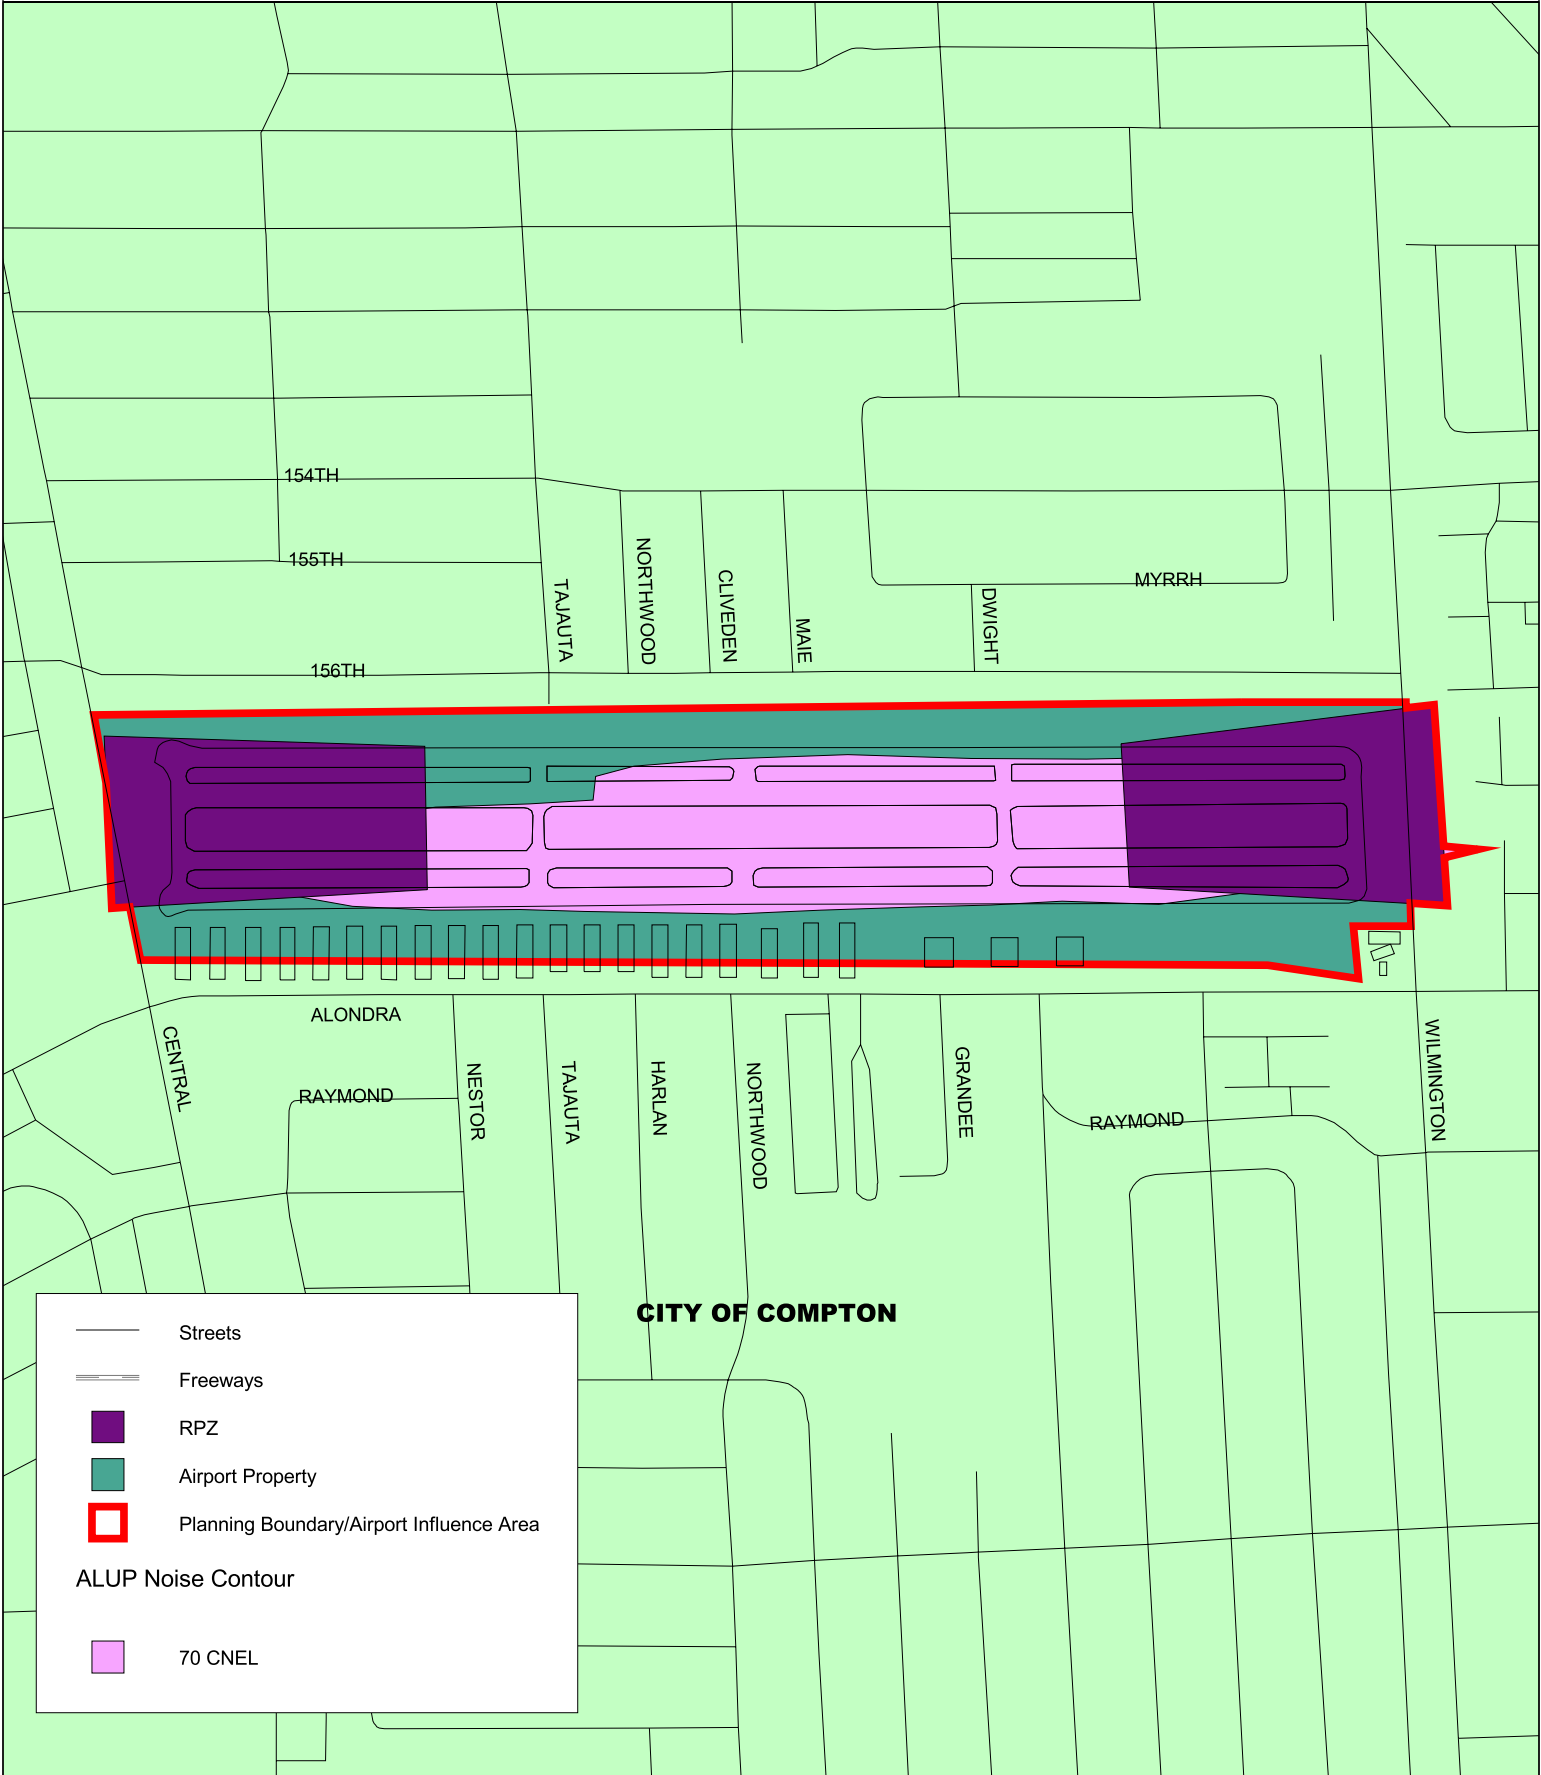 154TH
155TH
NORTHWOOD
CLIVEDEN
TAJAUTA
MYRRH
DWIGHT
MAIE
156TH
ALONDRA
CENTRAL
RAYMOND
NESTOR
TAJAUTA
HARLAN
NORTHWOOD
GRANDEE
RAYMOND
WILMINGTON
CITY OF COMPTON
Streets
Freeways
RPZ
Airport Property
Planning Boundary/Airport Influence Area
ALUP Noise Contour
70 CNEL